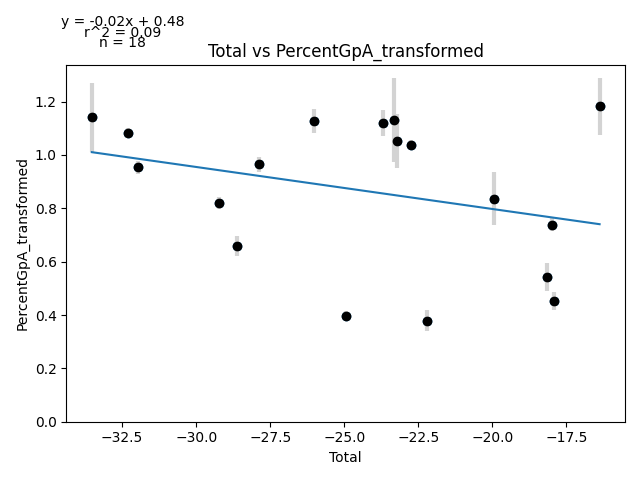 y = -0.02x + 0.48
r^2 = 0.09
n = 18
Total vs PercentGpA_transformed
PercentGpA_transformed
1.2
1.0
0.8
0.6
0.4
0.2
0.0
−32.5 −30.0 −27.5 −25.0 −22.5 −20.0 −17.5
Total